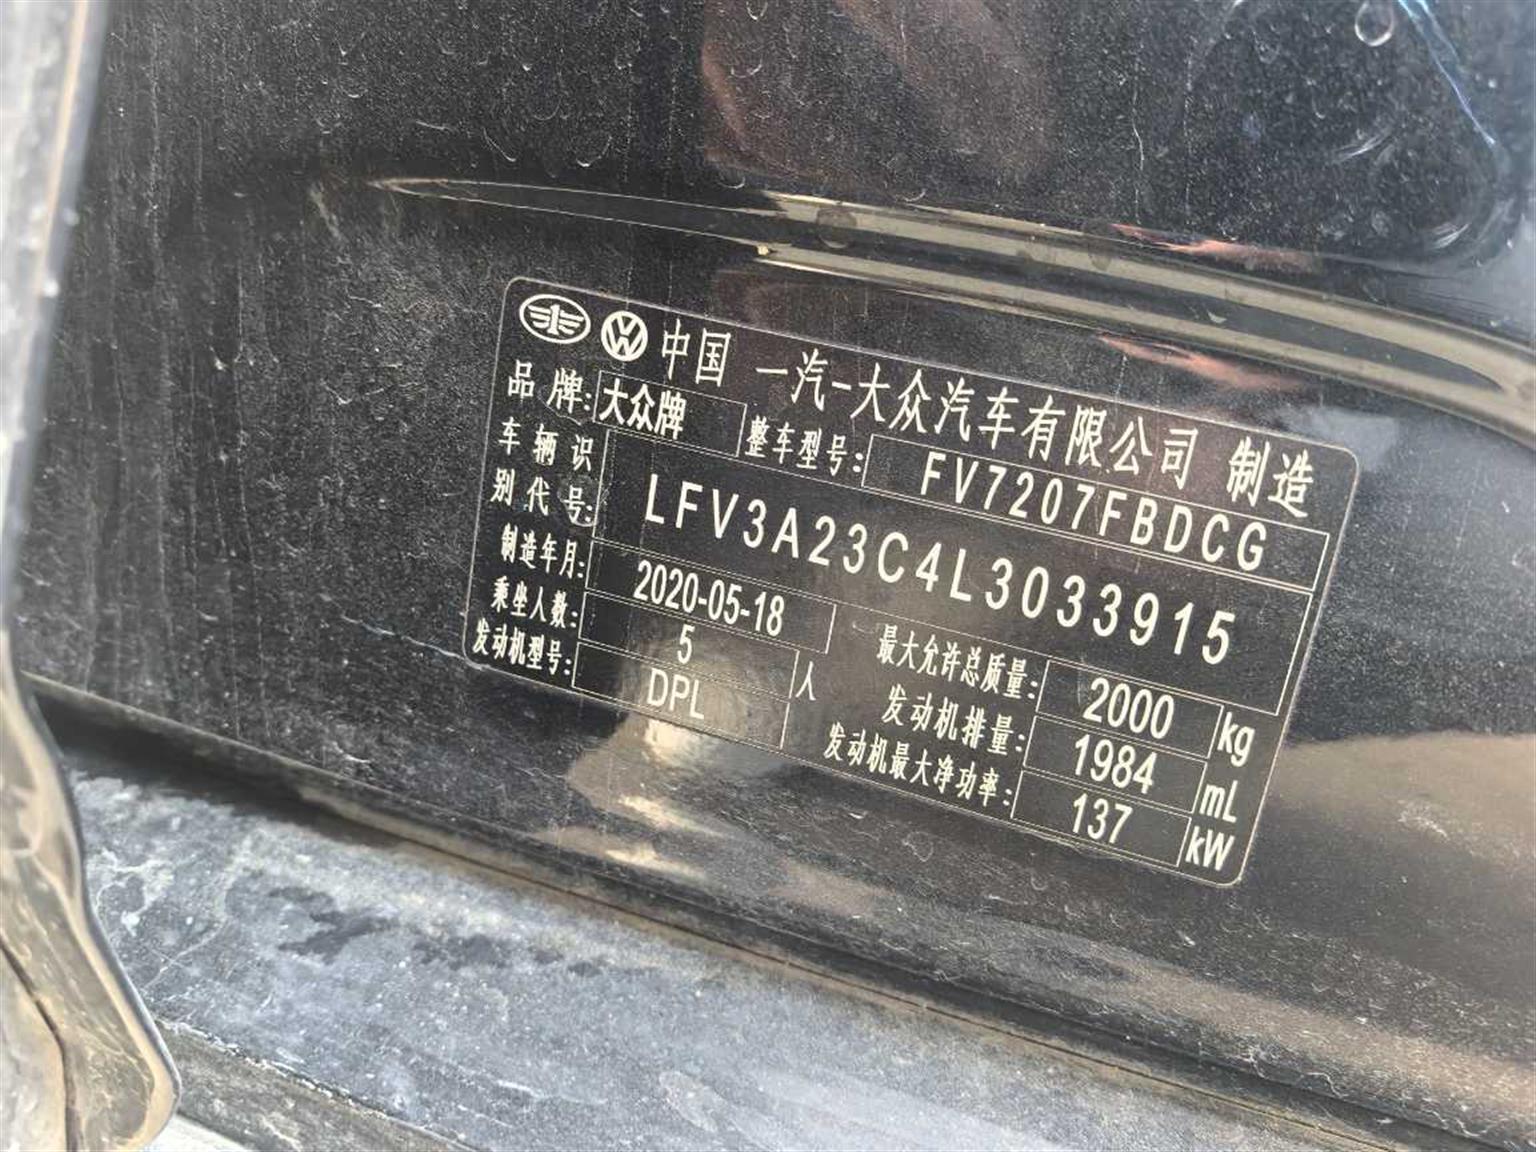 中国 一汽-大众汽车有限公司 制造
品牌: 大众牌 整车型号: FV7207FBDCG
车辆识别代号: LFV3A23C4L3033915
制造年月: 2020-05-18 最大允许总质量: 2000 kg
乘坐人数: 5 人 发动机排量: 1984 mL
发动机型号: DPL 发动机最大净功率: 137 kW